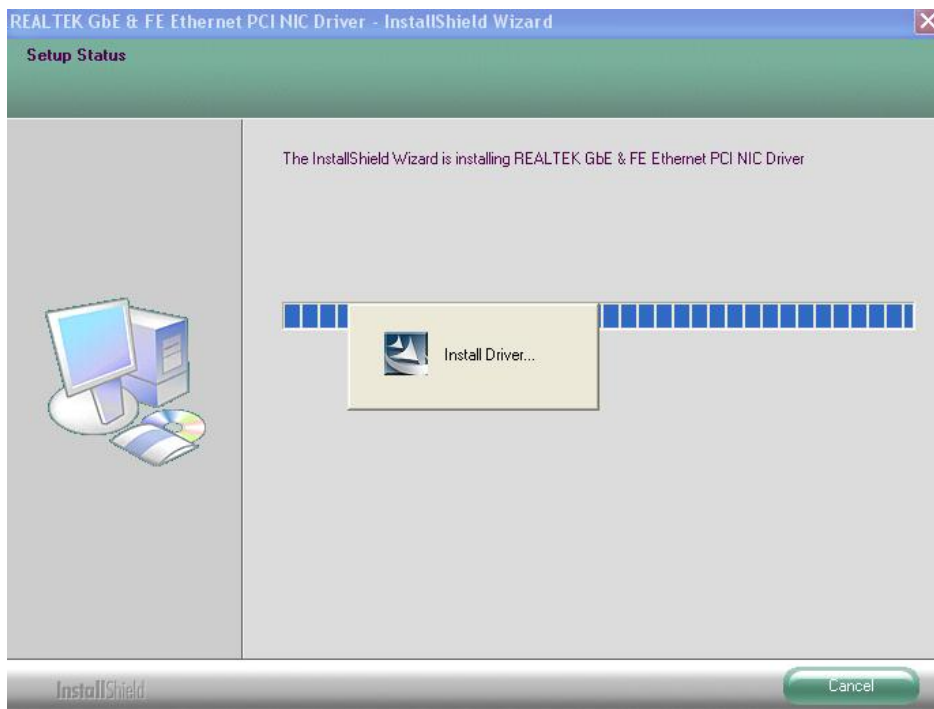 REALTEK GbE & FE Ethernet PCI NIC Driver - InstallShield Wizard
Setup Status
The InstallShield Wizard is installing REALTEK GbE & FE Ethernet PCI NIC Driver
Install Driver...
InstallShield
Cancel